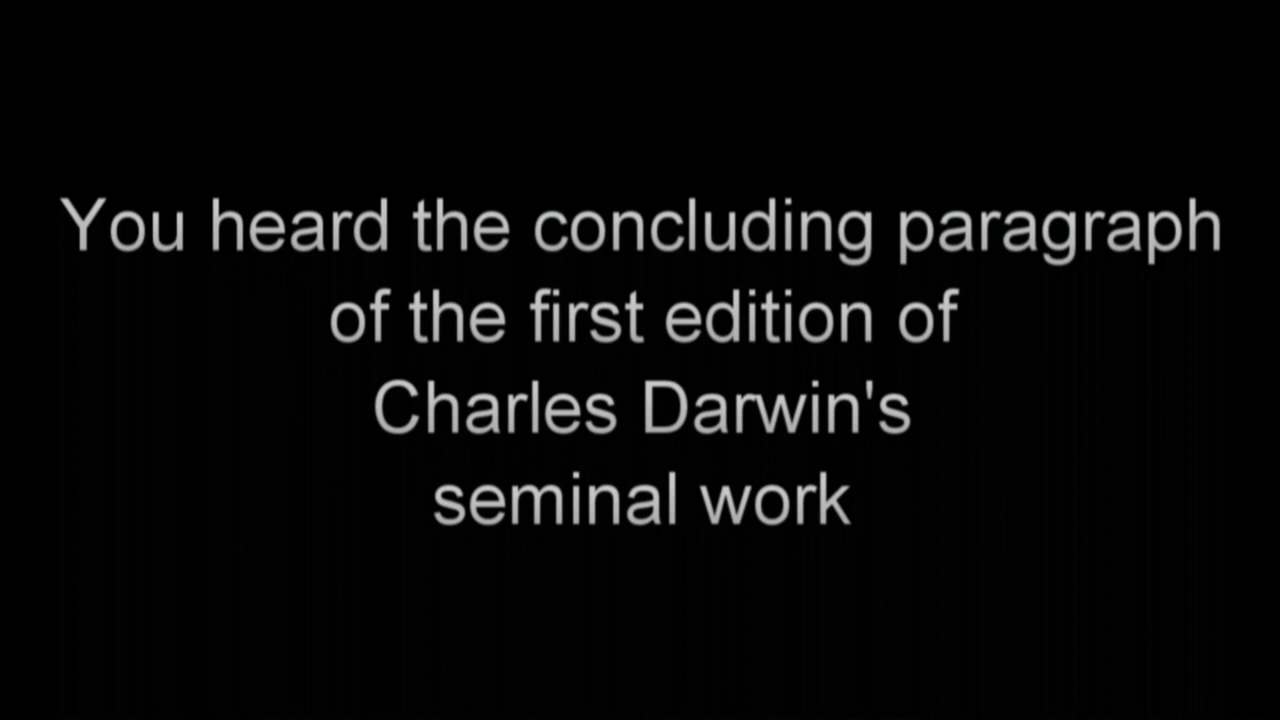 You heard the concluding paragraph
of the first edition of
Charles Darwin's
seminal work